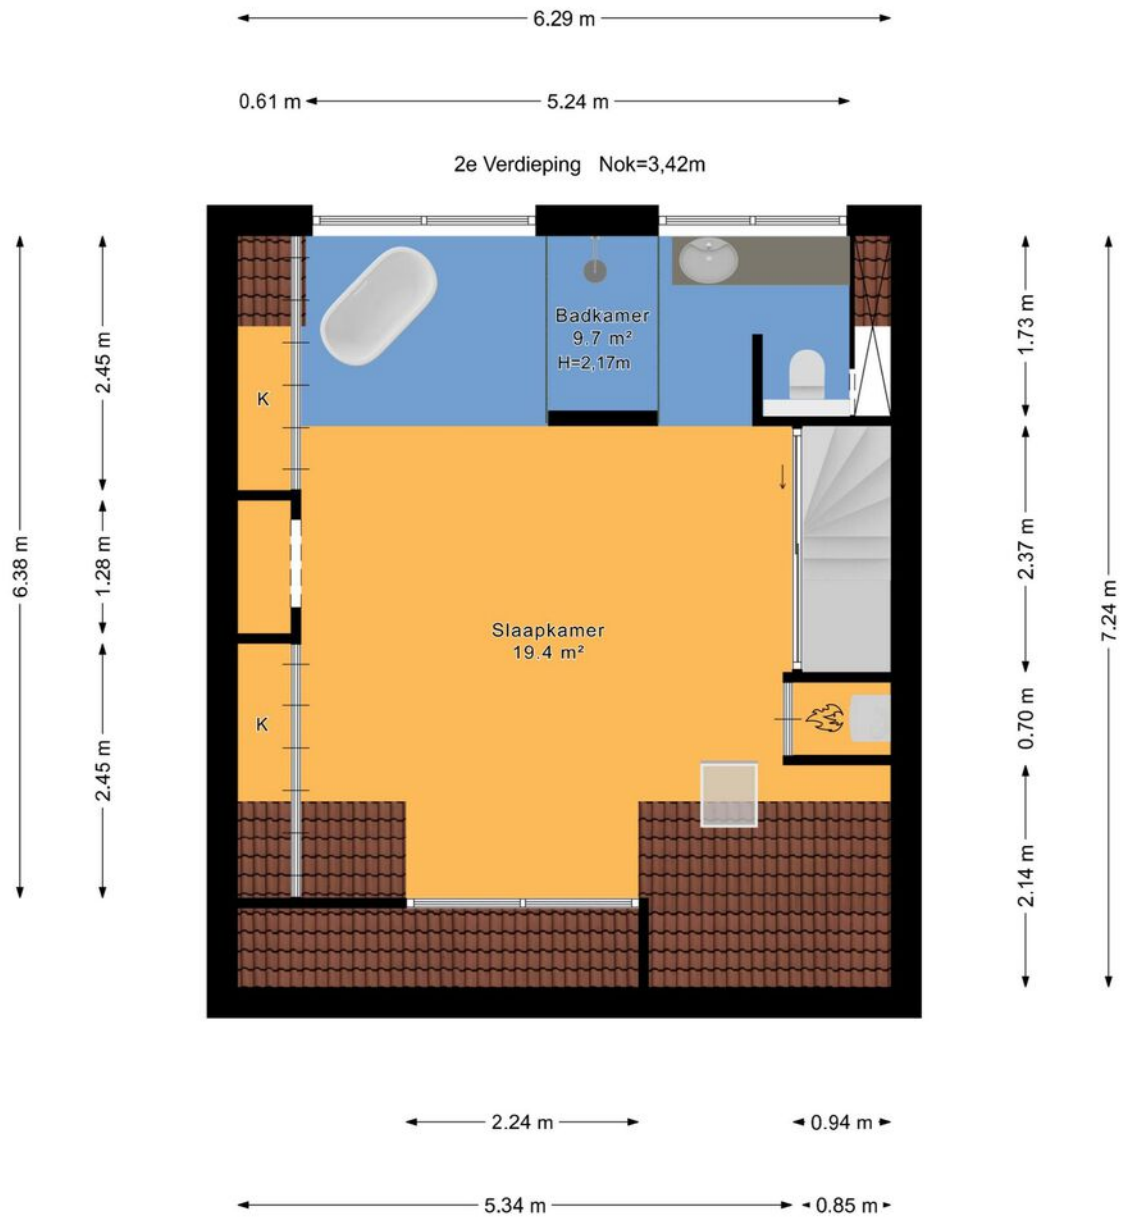 6.29 m
0.61 m
5.24 m
2e Verdieping Nok=3,42m
Badkamer
9.7 m²
H=2,17m
K
Slaapkamer
19.4 m²
K
6.38 m
2.45 m
1.28 m
2.45 m
1.73 m
2.37 m
0.70 m
2.14 m
7.24 m
2.24 m
0.94 m
5.34 m
0.85 m